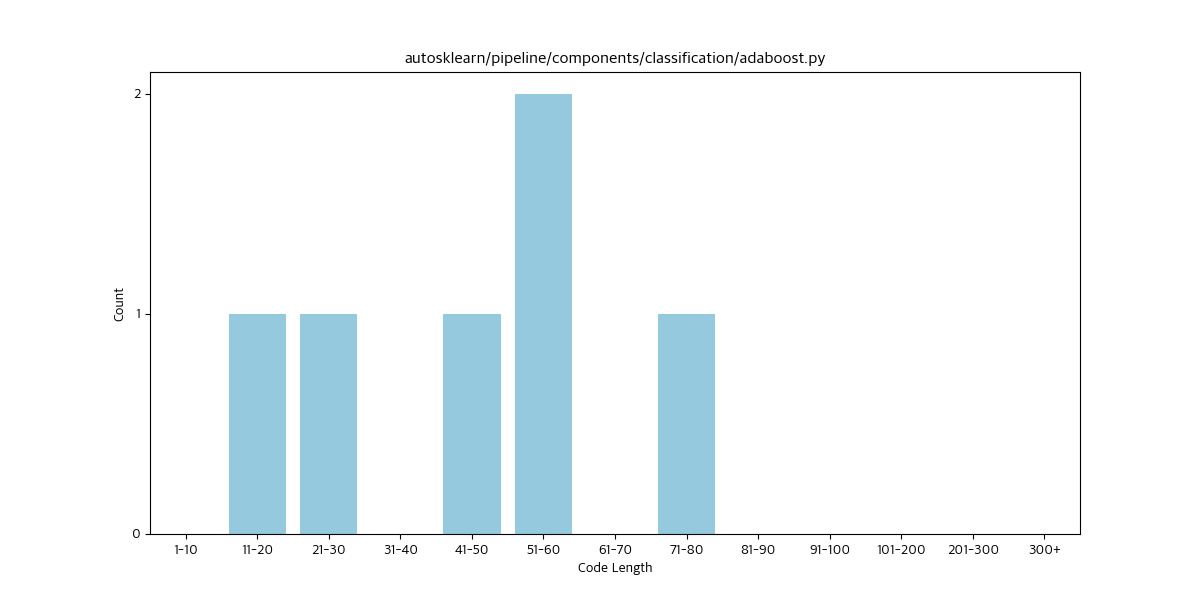 autosklearn/pipeline/components/classification/adaboost.py
2
1
0
Count
1-10 11-20 21-30 31-40 41-50 51-60 61-70 71-80 81-90 91-100 101-200 201-300 300+
Code Length